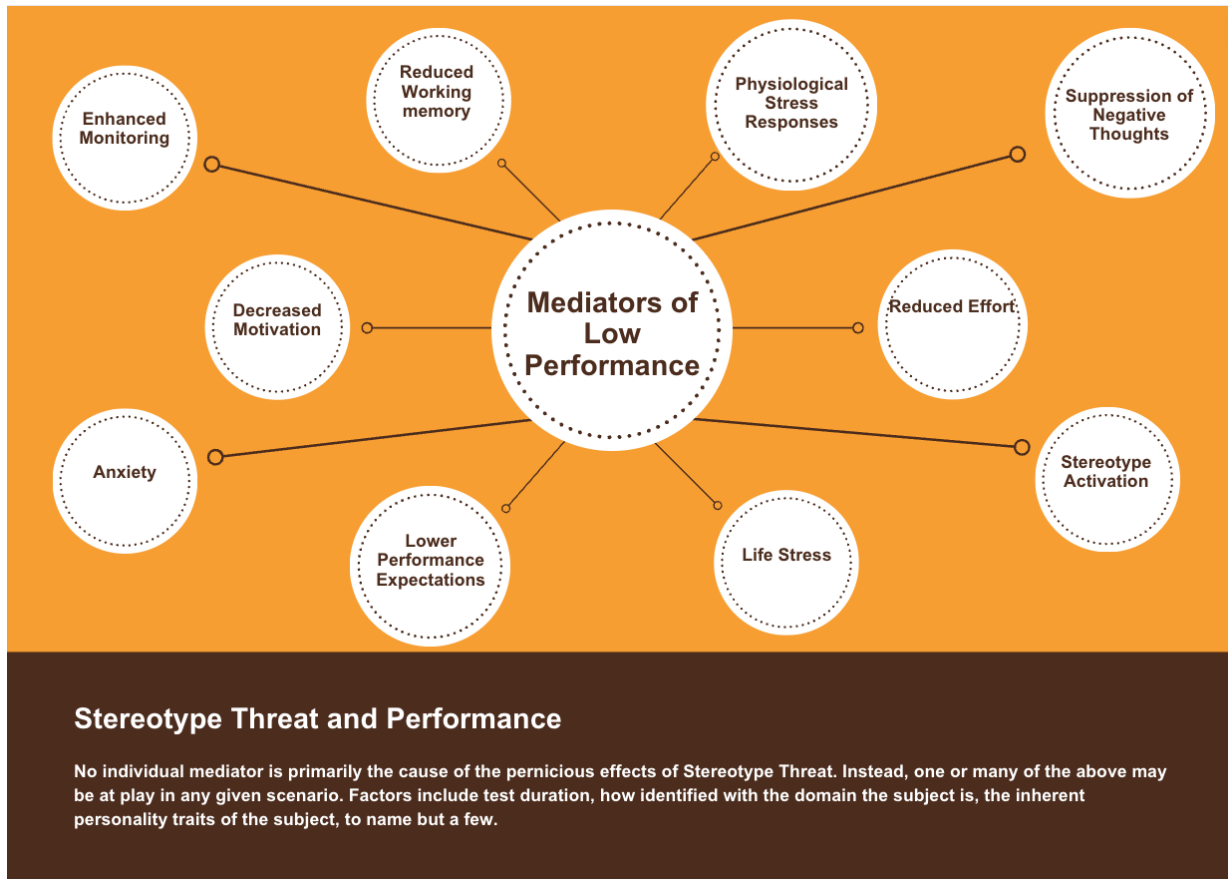 Enhanced
Monitoring
Reduced
Working
memory
Physiological
Stress
Responses
Suppression of
Negative
Thoughts
Decreased
Motivation
Mediators of
Low
Performance
Reduced Effort
Anxiety
Lower
Performance
Expectations
Life Stress
Stereotype
Activation
Stereotype Threat and Performance
No individual mediator is primarily the cause of the pernicious effects of Stereotype Threat. Instead, one or many of the above may
be at play in any given scenario. Factors include test duration, how identified with the domain the subject is, the inherent
personality traits of the subject, to name but a few.